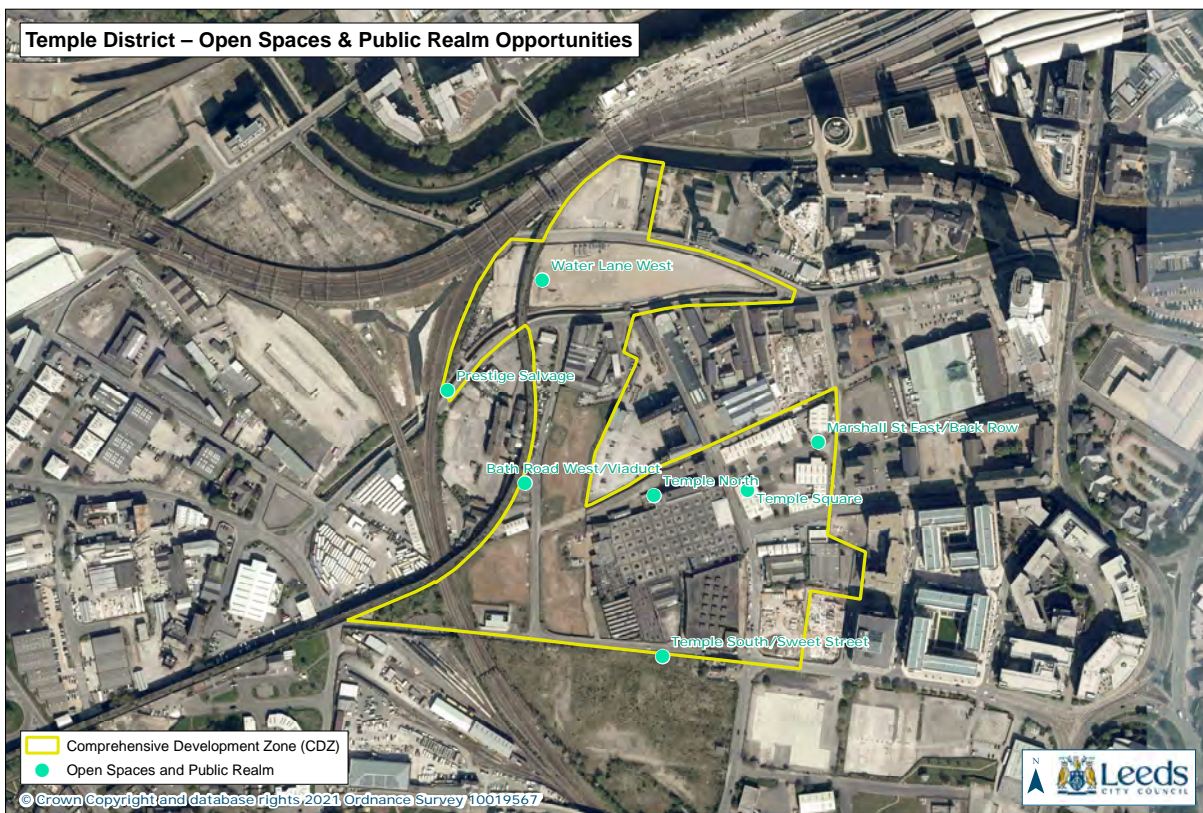 Temple District – Open Spaces & Public Realm Opportunities
Water Lane West
Prestige Salvage
Marshall St East/Back Row
Bath Road West/Viaduct
Temple North
Temple Square
Temple South/Sweet Street
Comprehensive Development Zone (CDZ)
Open Spaces and Public Realm
© Crown Copyright and database rights 2021 Ordnance Survey 10019567
N
Leeds
CITY COUNCIL